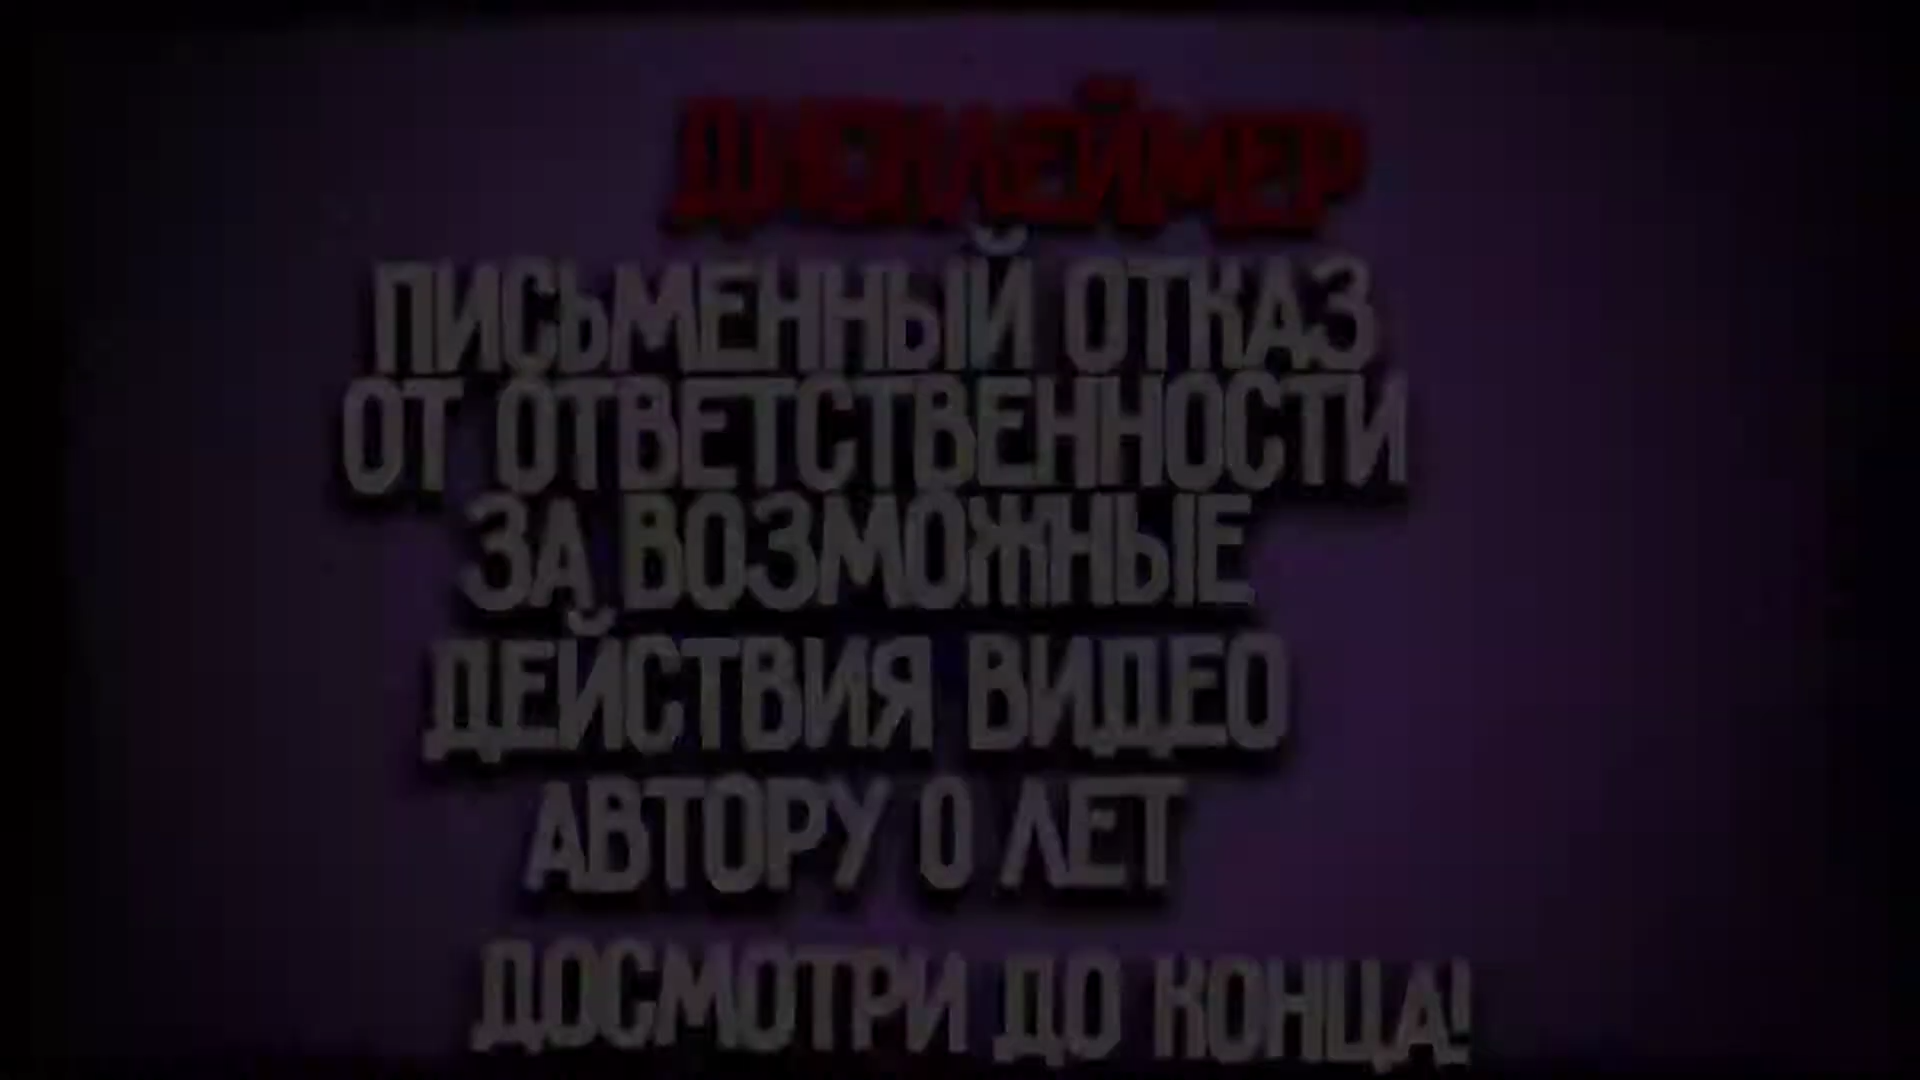 ДИСКЛЕЙМЕР
ПИСЬМЕННЫЙ ОТКАЗ
ОТ ОТВЕТСТВЕННОСТИ
ЗА ВОЗМОЖНЫЕ
ДЕЙСТВИЯ ВИДЕО
АВТОРУ 0 ЛЕТ
ДОСМОТРИ ДО КОНЦА!